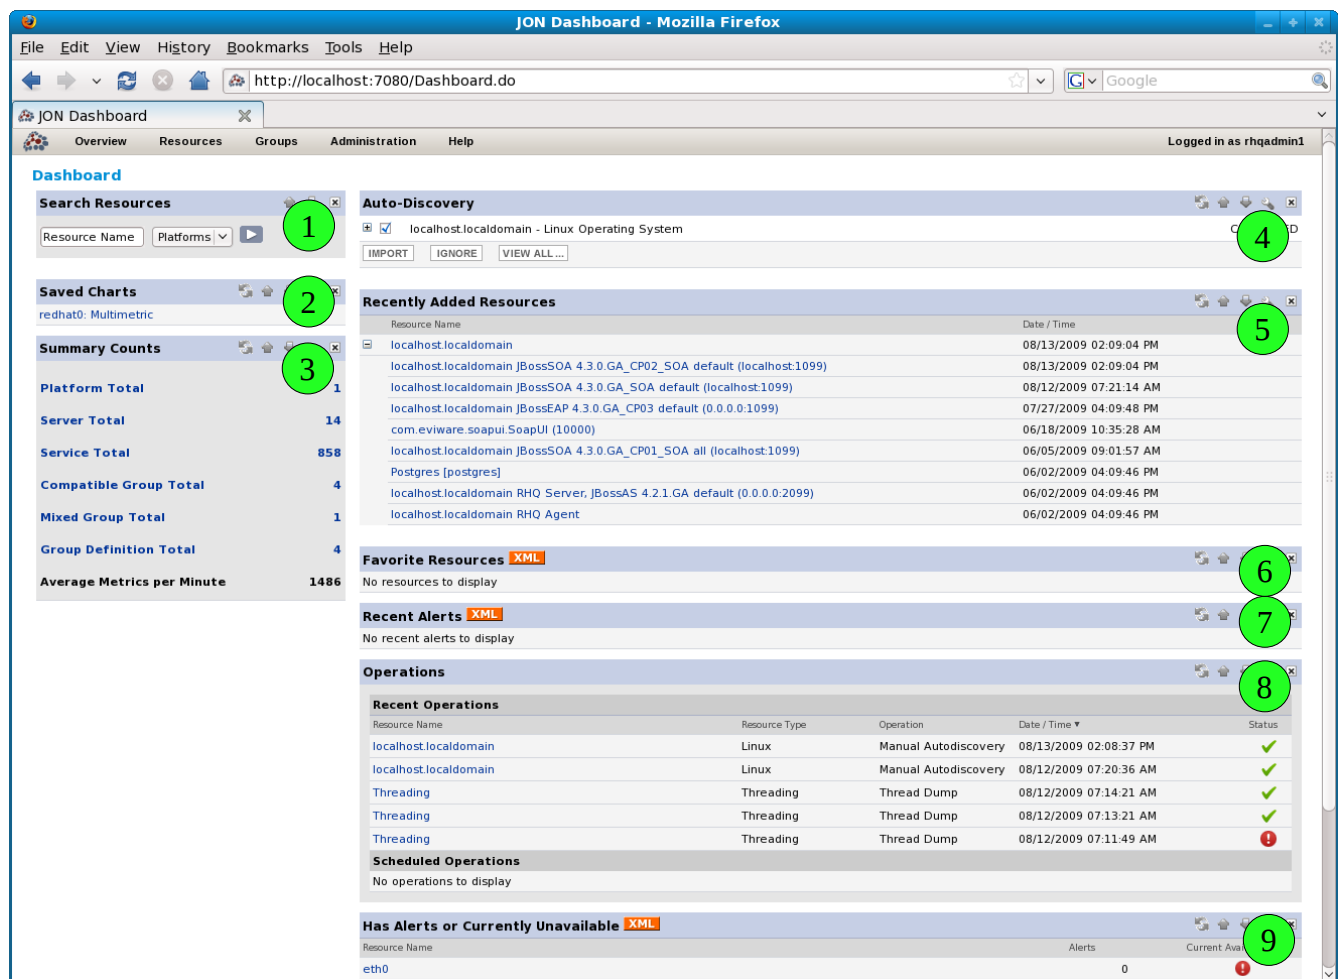 JON Dashboard - Mozilla Firefox
File Edit View History Bookmarks Tools Help
http://localhost:7080/Dashboard.do
G Google
JON Dashboard
Overview Resources Groups Administration Help Logged in as rhqadmin1
Dashboard
Search Resources
1
Resource Name Platforms
Saved Charts
2
redhat0: Multimetric
Summary Counts
3
Platform Total 1
Server Total 14
Service Total 858
Compatible Group Total 4
Mixed Group Total 1
Group Definition Total 4
Average Metrics per Minute 1486
Auto-Discovery
4
localhost.localdomain - Linux Operating System
IMPORT IGNORE VIEW ALL...
Recently Added Resources
5
Resource Name Date / Time
localhost.localdomain 08/13/2009 02:09:04 PM
localhost.localdomain JBossSOA 4.3.0.GA_CP02_SOA default (localhost:1099) 08/13/2009 02:09:04 PM
localhost.localdomain JBossSOA 4.3.0.GA_SOA default (localhost:1099) 08/12/2009 07:21:14 AM
localhost.localdomain JBossEAP 4.3.0.GA_CP03 default (0.0.0.0:1099) 07/27/2009 04:09:48 PM
com.eviware.soapui.SoapUI (10000) 06/18/2009 10:35:28 AM
localhost.localdomain JBossSOA 4.3.0.GA_CP01_SOA all (localhost:1099) 06/05/2009 09:01:57 AM
Postgres [postgres] 06/02/2009 04:09:46 PM
localhost.localdomain RHQ Server, JBossAS 4.2.1.GA default (0.0.0.0:2099) 06/02/2009 04:09:46 PM
localhost.localdomain RHQ Agent 06/02/2009 04:09:46 PM
Favorite Resources XML
6
No resources to display
Recent Alerts XML
7
No recent alerts to display
Operations
8
Recent Operations
Resource Name Resource Type Operation Date / Time Status
localhost.localdomain Linux Manual Autodiscovery 08/13/2009 02:08:37 PM
localhost.localdomain Linux Manual Autodiscovery 08/12/2009 07:20:36 AM
Threading Threading Thread Dump 08/12/2009 07:14:21 AM
Threading Threading Thread Dump 08/12/2009 07:13:21 AM
Threading Threading Thread Dump 08/12/2009 07:11:49 AM
Scheduled Operations
No operations to display
Has Alerts or Currently Unavailable XML
9
Resource Name Alerts Current
eth0 0